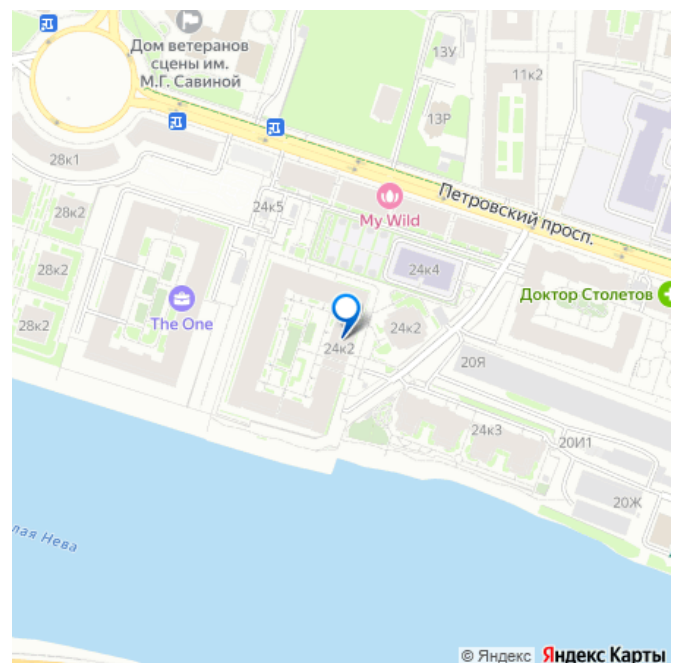 Дом ветеранов
сцены им.
М.Г. Савиной
13У
11к2
13Р
28к1
Петровский просп.
My Wild
28к2
24к5
28к2
24к4
Доктор Столетов
The One
28к2
24к2
24к2
20Я
24к3
20И1
20Ж
лая Нева
© Яндекс Яндекс Карты